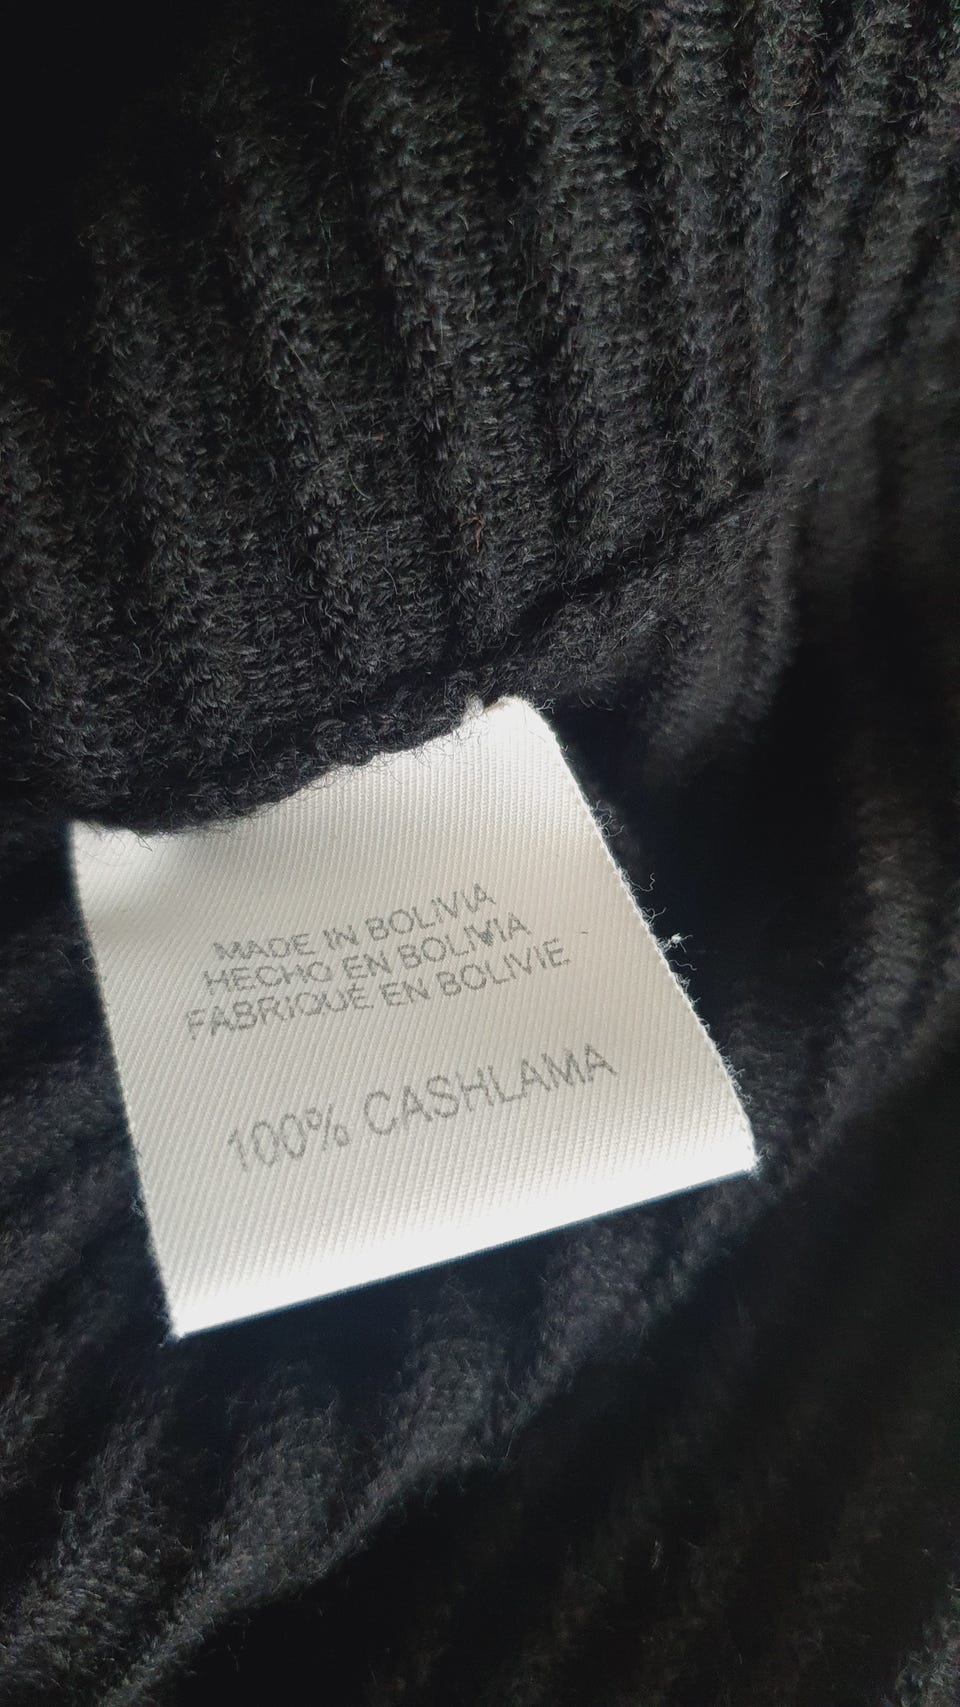 MADE IN BOLIVIA
HECHO EN BOLIVIA
FABRIQUÉ EN BOLIVIE
100% CASHLAMA